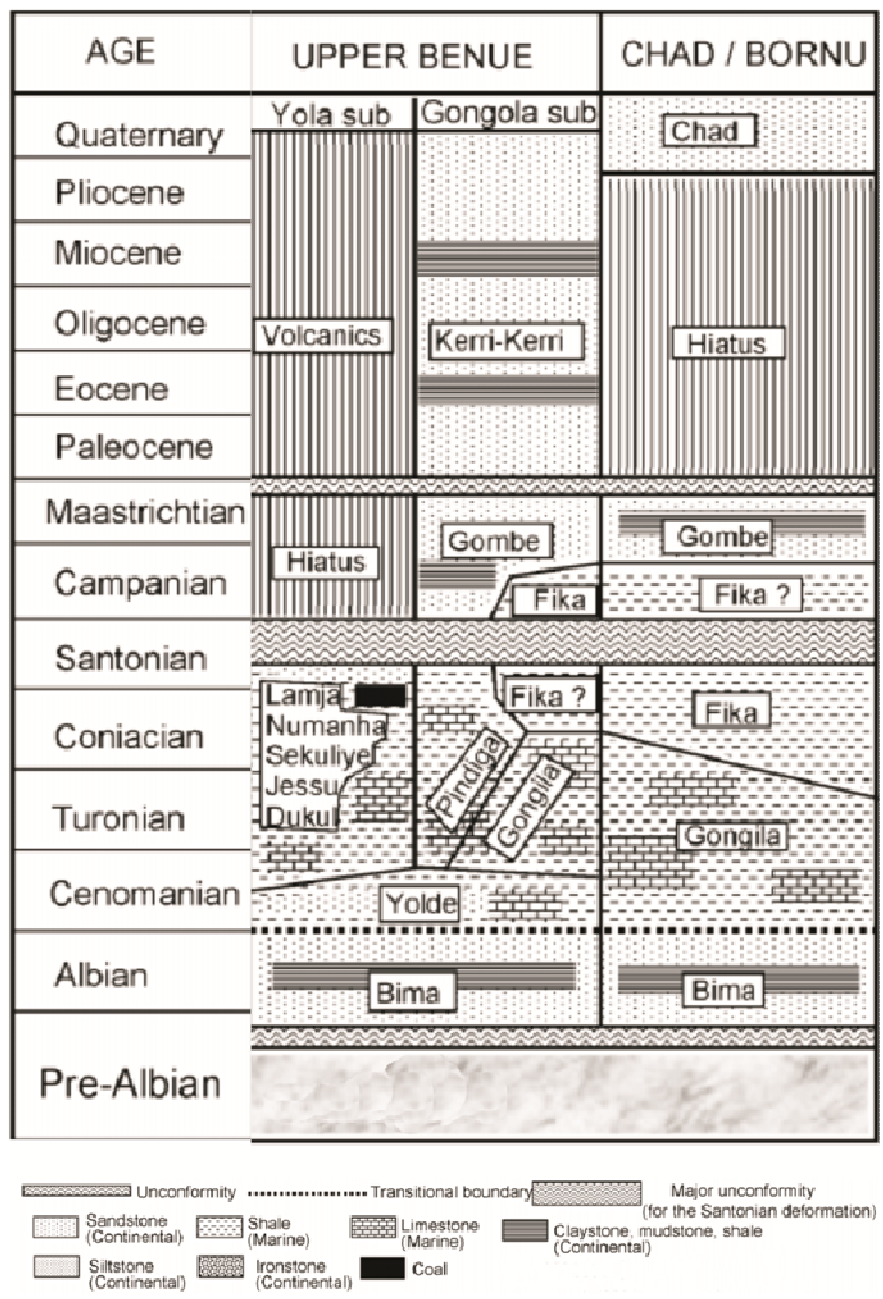 AGE
UPPER BENUE
CHAD / BORNU
Yola sub
Gongola sub
Quaternary
Chad
Pliocene
Miocene
Oligocene
Volcanics
Kerri-Kerri
Hiatus
Eocene
Paleocene
Maastrichtian
Gombe
Gombe
Hiatus
Campanian
Fika
Fika ?
Santonian
Lamja
Fika ?
Fika
Numanha
Coniacian
Sekuliye
Jessu
Pindiga
Gongila
Turonian
Dukul
Gongila
Cenomanian
Yolde
Albian
Bima
Bima
Pre-Albian
Unconformity
Transitional boundary
Major unconformity
(for the Santonian deformation)
Sandstone
(Continental)
Shale
(Marine)
Limestone
(Marine)
Claystone, mudstone, shale
(Continental)
Siltstone
(Continental)
Ironstone
(Continental)
Coal